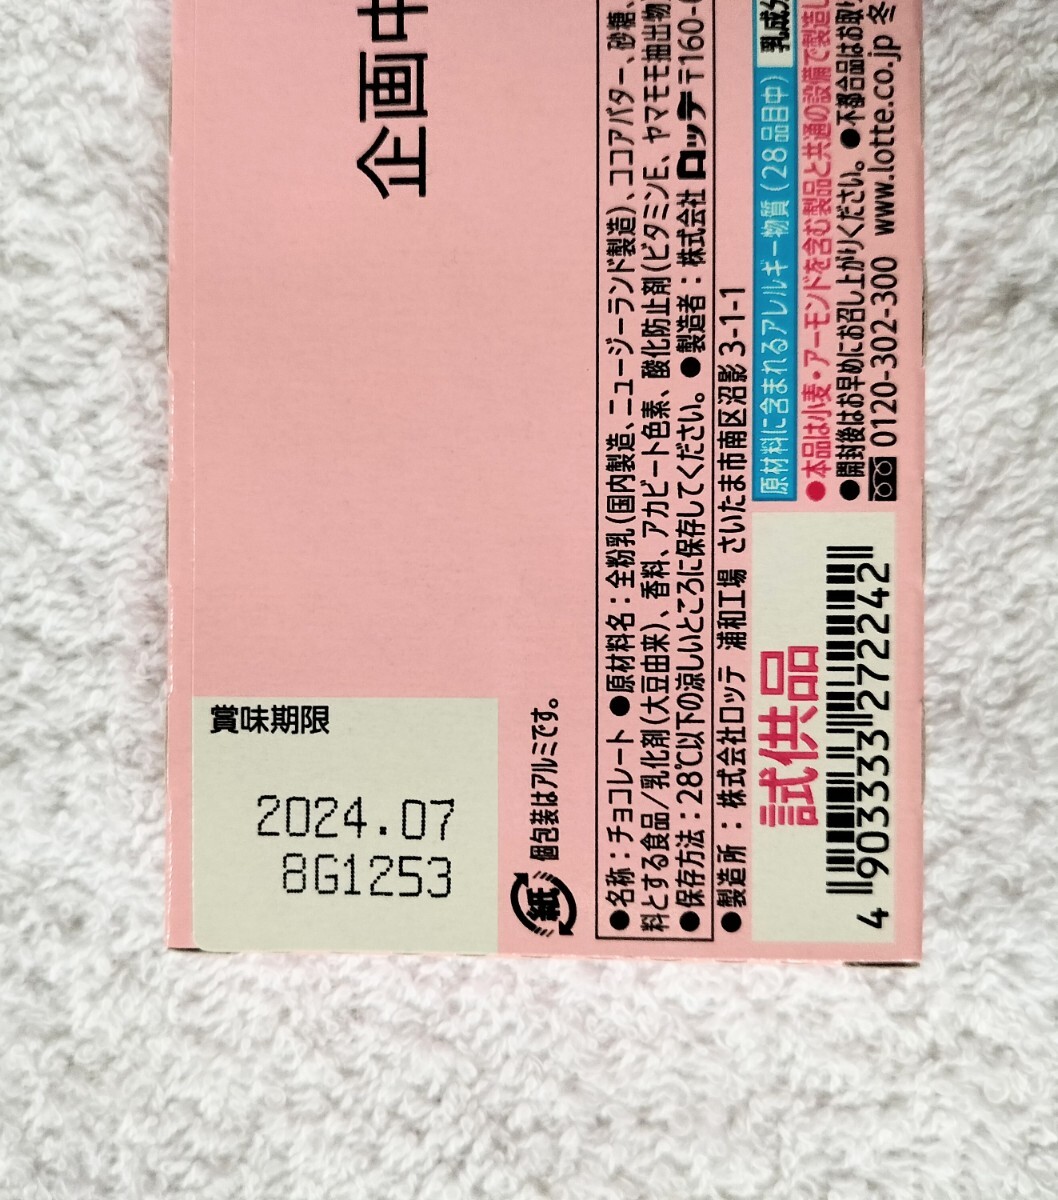 企画中
賞味期限
2024.07
8G1253
紙
個包装はアルミです。
●名称：チョコレート ●原材料名：全粉乳（国内製造、ニュージーランド製造）、ココアバター、砂糖、
料とする食品/乳化剤（大豆由来）、香料、アカビート色素、酸化防止剤（ビタミンE、ヤマモモ抽出物
●保存方法：28℃以下の涼しいところに保存してください。 ●製造者：株式会社 ロッテ 〒160-
●製造所：株式会社ロッテ 浦和工場 さいたま市南区沼影3-1-1
原材料に含まれるアレルギー物質（28品目中） 乳成分
●本品は小麦・アーモンドを含む製品と共通の設備で製造し
●開封後はお早めにお召し上がりください。 ●不都合品はお取り
0120-302-300 www.lotte.co.jp 冬
試供品
4 903333 272242